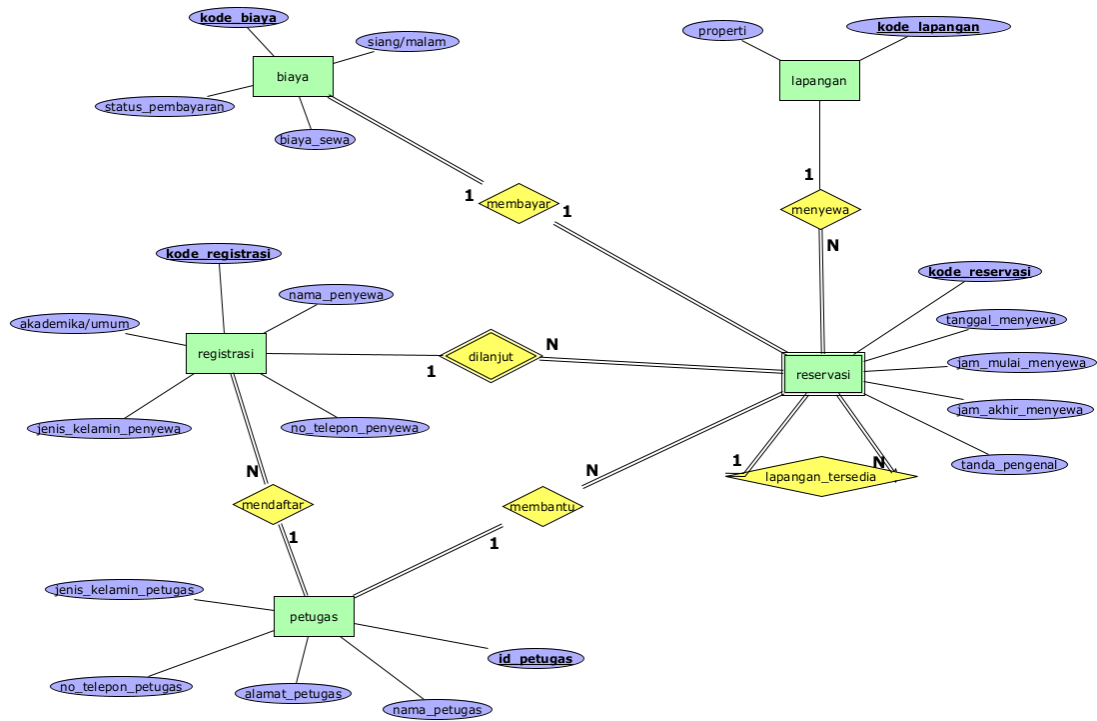 kode_biaya
siang/malam
biaya
status_pembayaran
biaya_sewa
properti
kode_lapangan
lapangan
1
membayar
1
1
menyewa
N
kode_registrasi
nama_penyewa
akademika/umum
registrasi
jenis_kelamin_penyewa
no_telepon_penyewa
1
dilanjut
N
kode_reservasi
tanggal_menyewa
jam_mulai_menyewa
reservasi
jam_akhir_menyewa
tanda_pengenal
1
N
lapangan_tersedia
N
mendaftar
1
N
membantu
1
jenis_kelamin_petugas
petugas
id_petugas
no_telepon_petugas
alamat_petugas
nama_petugas